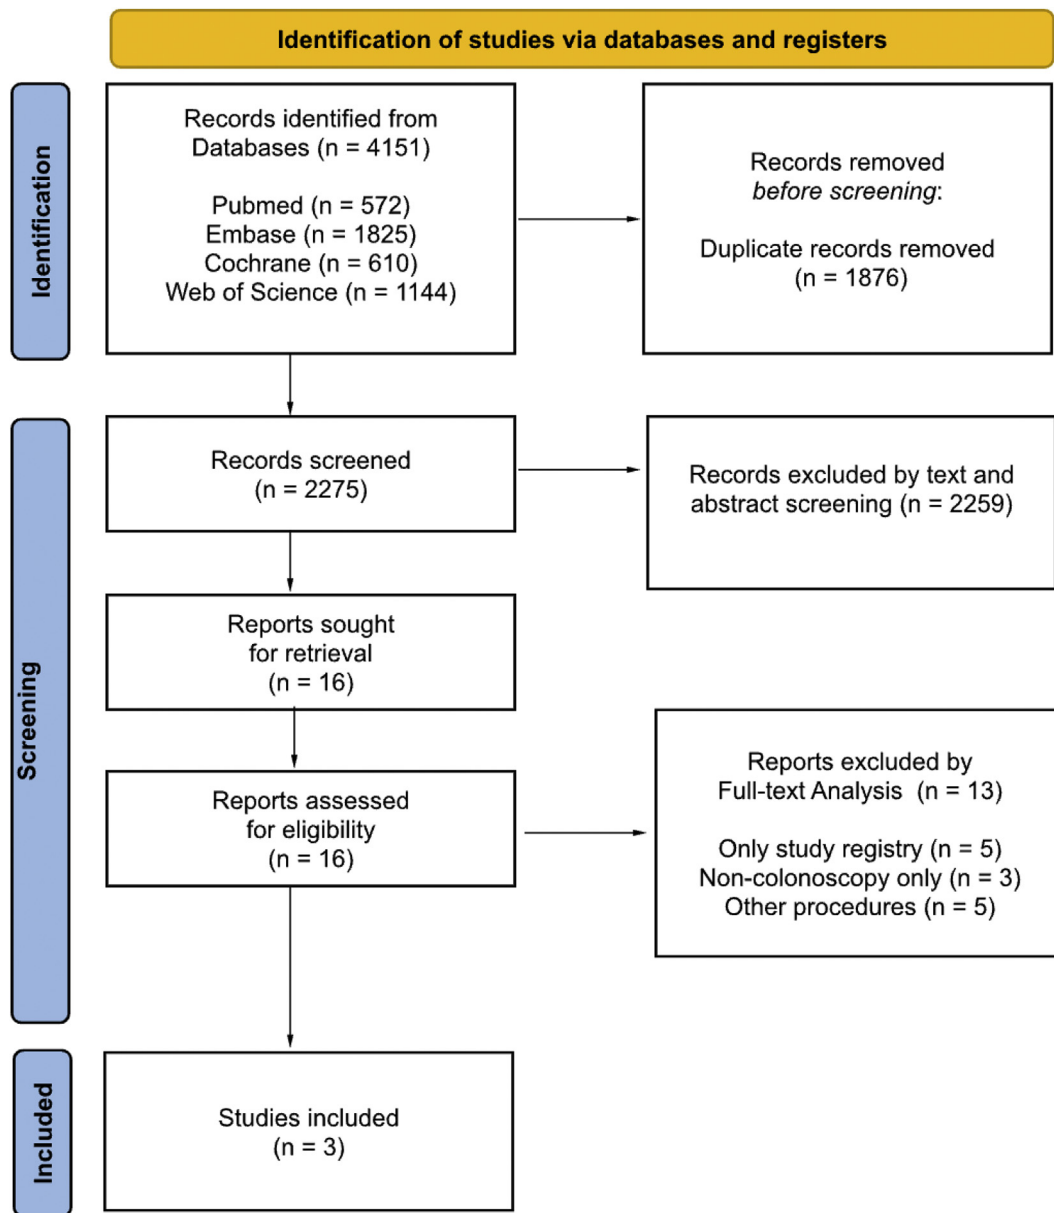 Identification of studies via databases and registers
Identification
Records identified from
Databases (n = 4151)
Pubmed (n = 572)
Embase (n = 1825)
Cochrane (n = 610)
Web of Science (n = 1144)
Records removed
before screening:
Duplicate records removed
(n = 1876)
Screening
Records screened
(n = 2275)
Records excluded by text and
abstract screening (n = 2259)
Reports sought
for retrieval
(n = 16)
Reports assessed
for eligibility
(n = 16)
Reports excluded by
Full-text Analysis (n = 13)
Only study registry (n = 5)
Non-colonoscopy only (n = 3)
Other procedures (n = 5)
Included
Studies included
(n = 3)